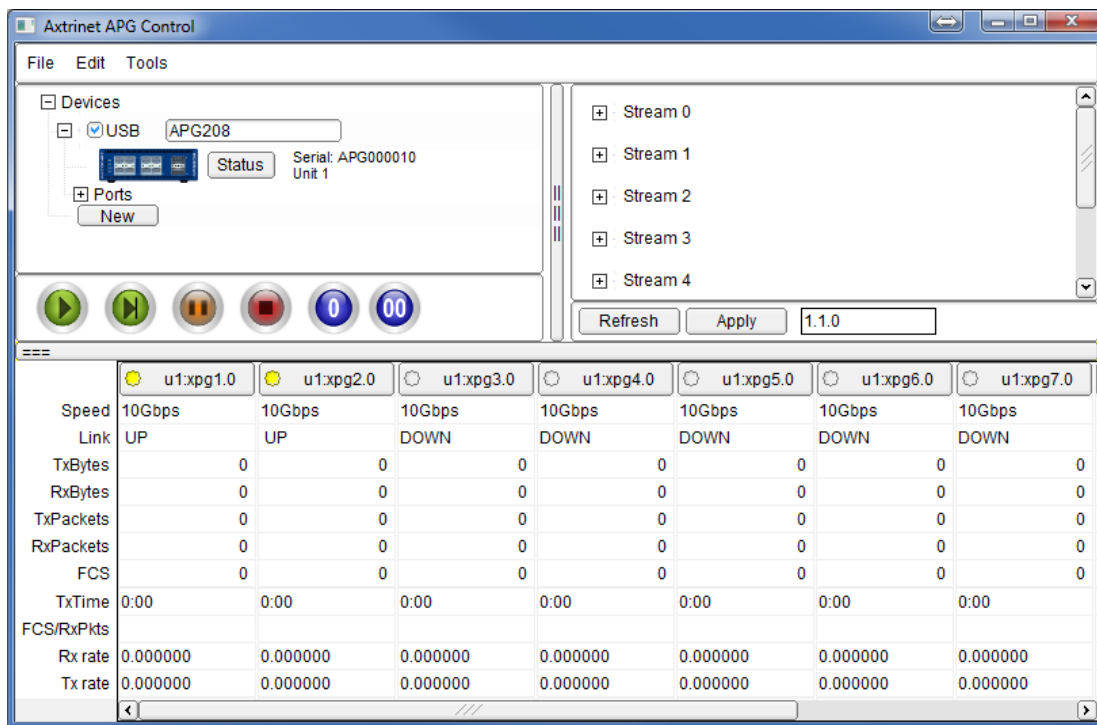 Axtrinet APG Control
File Edit Tools
Devices
USB APG208
Status Serial: APG000010
Unit 1
Ports
New
0 00
Stream 0
Stream 1
Stream 2
Stream 3
Stream 4
Refresh Apply 1.1.0
===
u1:xpg1.0 u1:xpg2.0 u1:xpg3.0 u1:xpg4.0 u1:xpg5.0 u1:xpg6.0 u1:xpg7.0
Speed 10Gbps 10Gbps 10Gbps 10Gbps 10Gbps 10Gbps 10Gbps
Link UP UP DOWN DOWN DOWN DOWN DOWN
TxBytes 0 0 0 0 0 0 0
RxBytes 0 0 0 0 0 0 0
TxPackets 0 0 0 0 0 0 0
RxPackets 0 0 0 0 0 0 0
FCS 0 0 0 0 0 0 0
TxTime 0:00 0:00 0:00 0:00 0:00 0:00 0:00
FCS/RxPkts
Rx rate 0.000000 0.000000 0.000000 0.000000 0.000000 0.000000 0.000000
Tx rate 0.000000 0.000000 0.000000 0.000000 0.000000 0.000000 0.000000